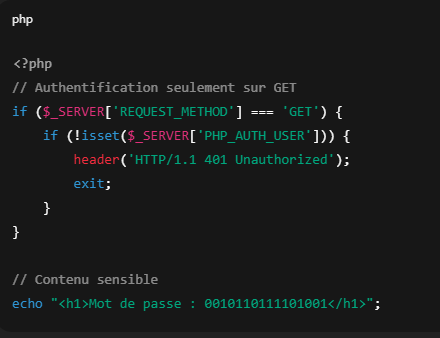 php
<?php
// Authentification seulement sur GET
if ($_SERVER['REQUEST_METHOD'] === 'GET') {
    if (!isset($_SERVER['PHP_AUTH_USER'])) {
        header('HTTP/1.1 401 Unauthorized');
        exit;
    }
}
// Contenu sensible
echo "<h1>Mot de passe : 0010110111101001</h1>";